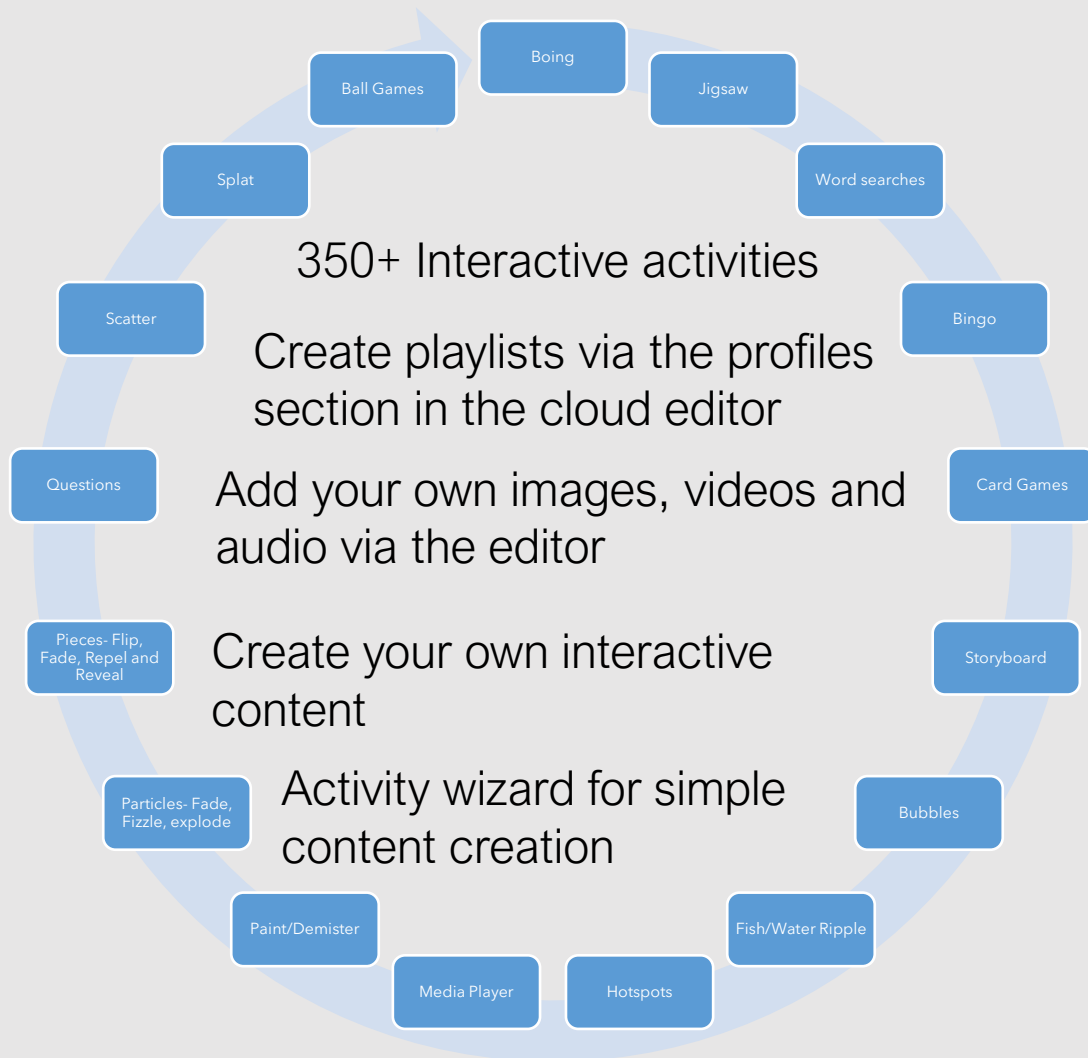 Boing
Jigsaw
Word searches
Bingo
Card Games
Storyboard
Bubbles
Fish/Water Ripple
Hotspots
Media Player
Paint/Demister
Particles- Fade,
Fizzle, explode
Pieces- Flip,
Fade, Repel and
Reveal
Questions
Scatter
Splat
Ball Games
350+ Interactive activities
Create playlists via the profiles
section in the cloud editor
Add your own images, videos and
audio via the editor
Create your own interactive
content
Activity wizard for simple
content creation